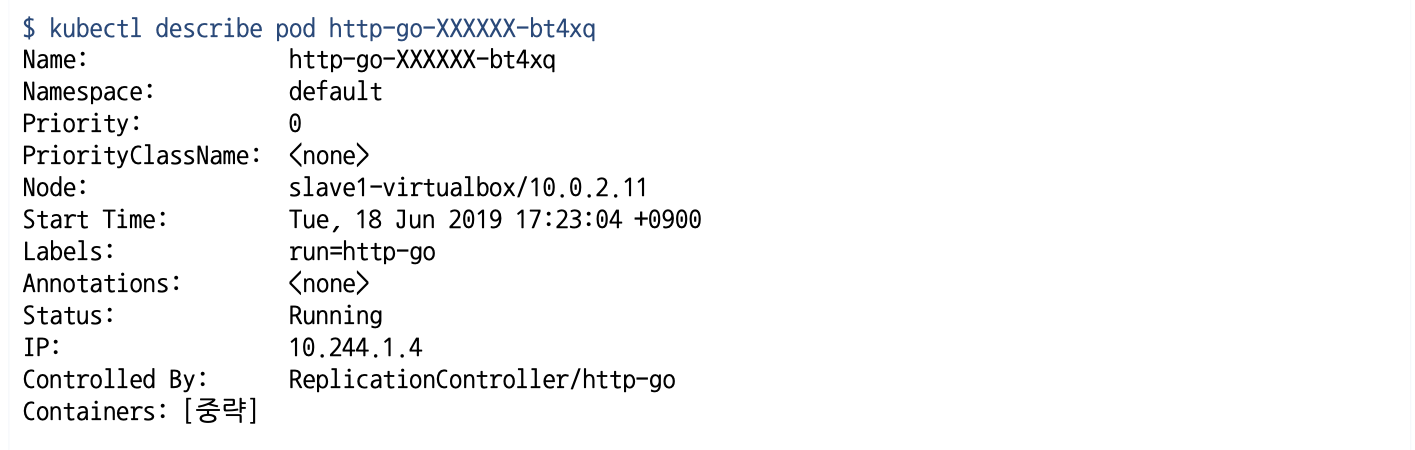 $ kubectl describe pod http-go-XXXXXX-bt4xq
Name: http-go-XXXXXX-bt4xq
Namespace: default
Priority: 0
PriorityClassName: <none>
Node: slave1-virtualbox/10.0.2.11
Start Time: Tue, 18 Jun 2019 17:23:04 +0900
Labels: run=http-go
Annotations: <none>
Status: Running
IP: 10.244.1.4
Controlled By: ReplicationController/http-go
Containers: [중략]